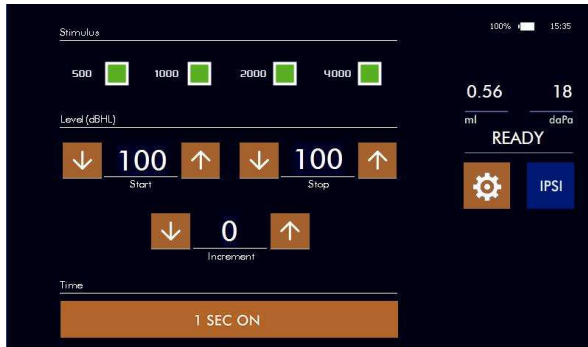 100% 15:35
Stimulus
500 1000 2000 4000
Level (dBHL)
100 100
Start Stop
0
Increment
Time
1 SEC ON
0.56 18
ml daPa
READY
IPSI